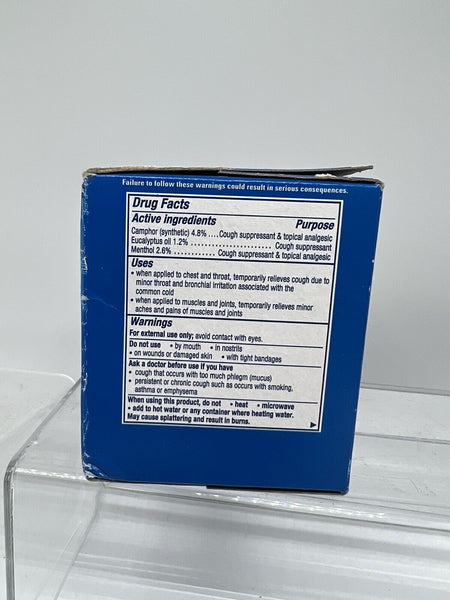 Failure to follow these warnings could result in serious consequences.
Drug Facts
Active ingredients Purpose
Camphor (synthetic) 4.8% ....Cough suppressant & topical analgesic
Eucalyptus oil 1.2% ........................ Cough suppressant
Menthol 2.6% ............ Cough suppressant & topical analgesic
Uses
• when applied to chest and throat, temporarily relieves cough due to
minor throat and bronchial irritation associated with the
common cold
• when applied to muscles and joints, temporarily relieves minor
aches and pains of muscles and joints
Warnings
For external use only; avoid contact with eyes.
Do not use • by mouth • in nostrils
• on wounds or damaged skin • with tight bandages
Ask a doctor before use if you have
• cough that occurs with too much phlegm (mucus)
• persistent or chronic cough such as occurs with smoking,
asthma or emphysema
When using this product, do not • heat • microwave
• add to hot water or any container where heating water.
May cause splattering and result in burns.